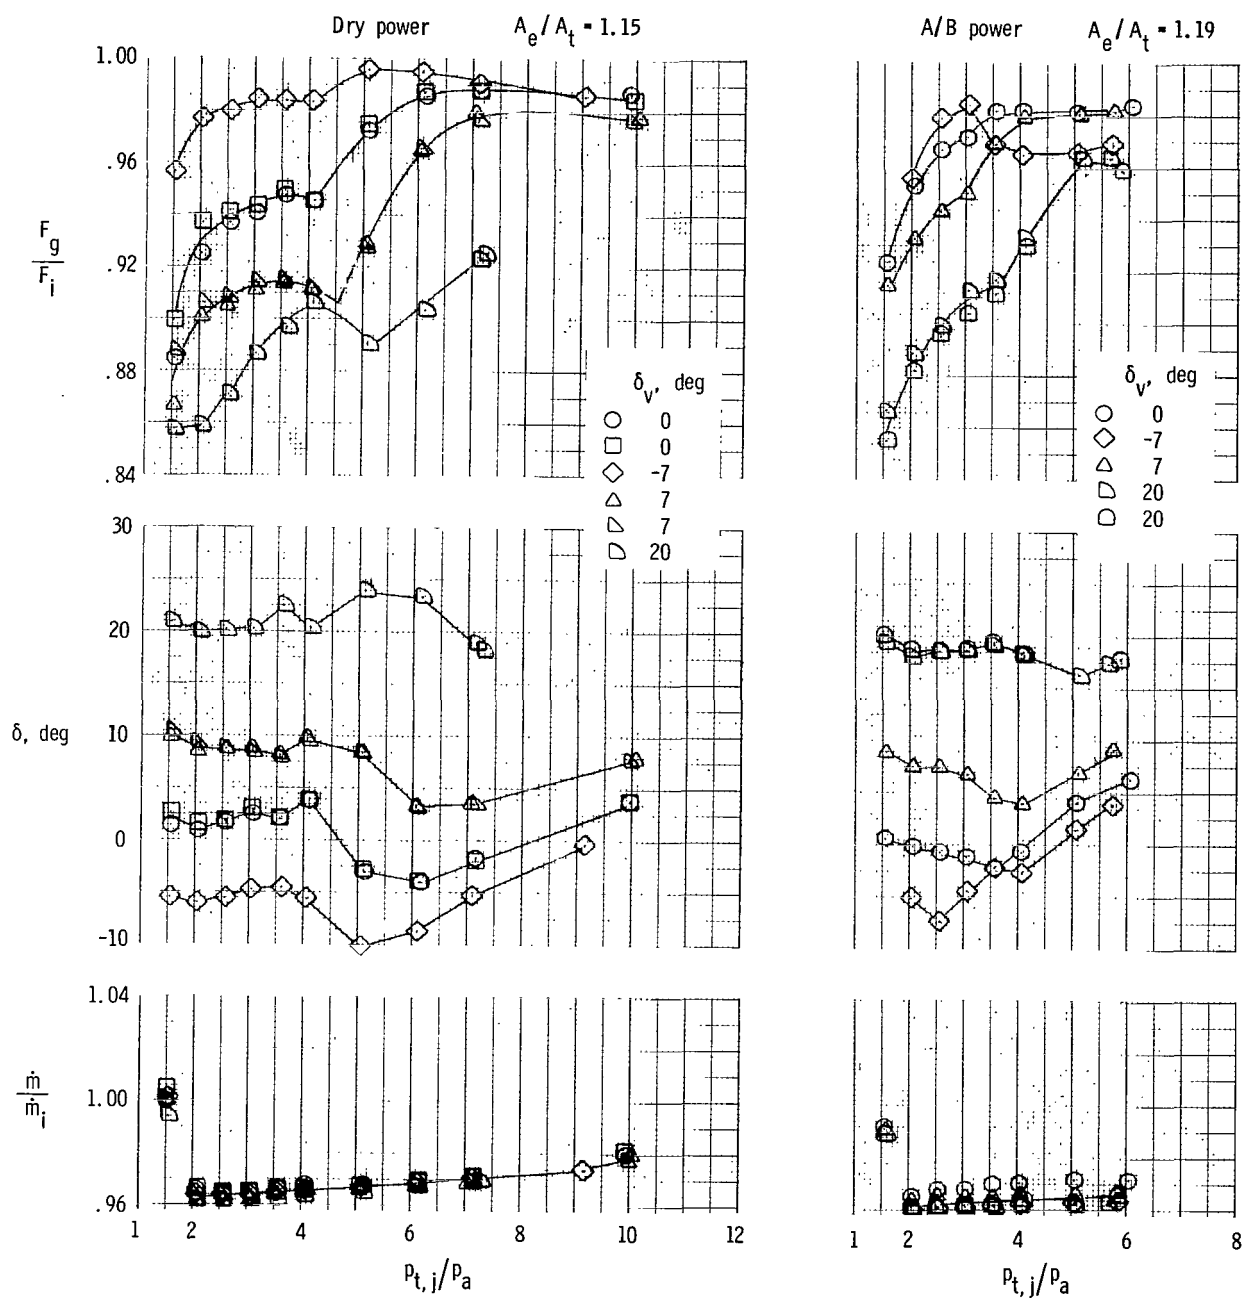 Dry power A_e/A_t = 1.15
A/B power A_e/A_t = 1.19
1.00
.96
F_g/F_i
.92
.88
.84
δ_v, deg
0
0
-7
7
7
20
δ_v, deg
0
-7
7
20
20
30
20
δ, deg
10
0
-10
1.04
ṁ/ṁ_i
1.00
.96
1 2 4 6 8 10 12
p_t,j/p_a
1 2 4 6 8
p_t,j/p_a